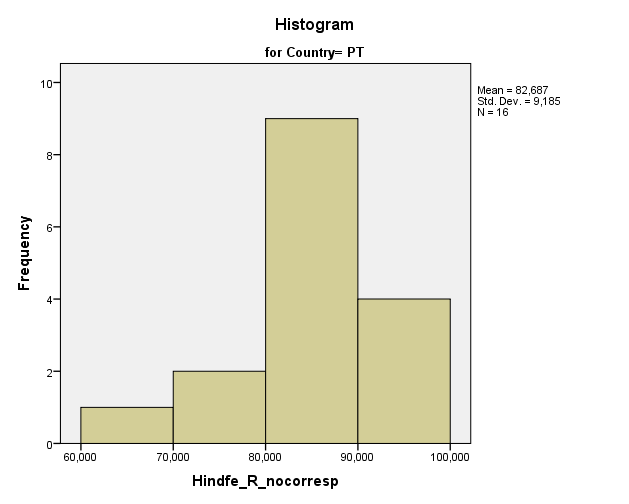 Histogram
for Country= PT
Mean = 82,687
Std. Dev. = 9,185
N = 16
10
8
6
4
2
0
Frequency
60,000 70,000 80,000 90,000 100,000
Hindfe_R_nocorresp